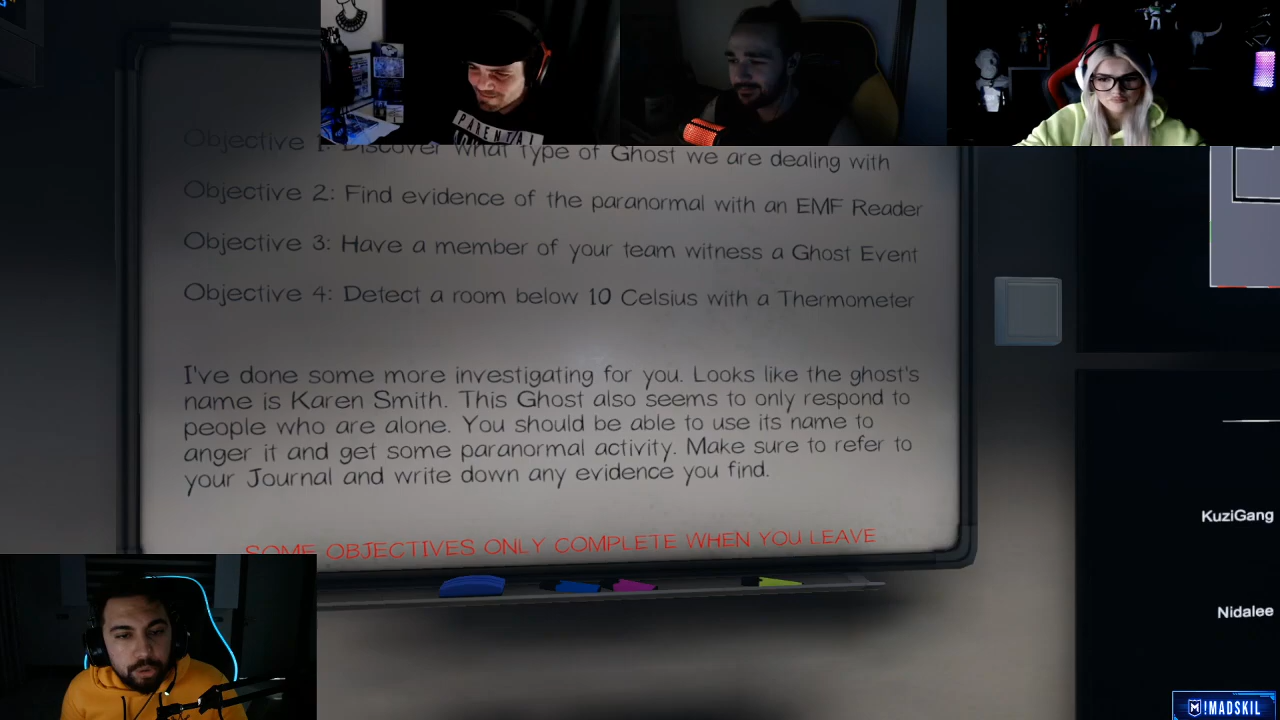 PARENTAL
Objective 1: Discover what type of Ghost we are dealing with
Objective 2: Find evidence of the paranormal with an EMF Reader
Objective 3: Have a member of your team witness a Ghost Event
Objective 4: Detect a room below 10 Celsius with a Thermometer
I've done some more investigating for you. Looks like the ghost's
name is Karen Smith. This Ghost also seems to only respond to
people who are alone. You should be able to use its name to
anger it and get some paranormal activity. Make sure to refer to
your Journal and write down any evidence you find.
SOME OBJECTIVES ONLY COMPLETE WHEN YOU LEAVE
KuziGang
Nidalee
!MADSKIL